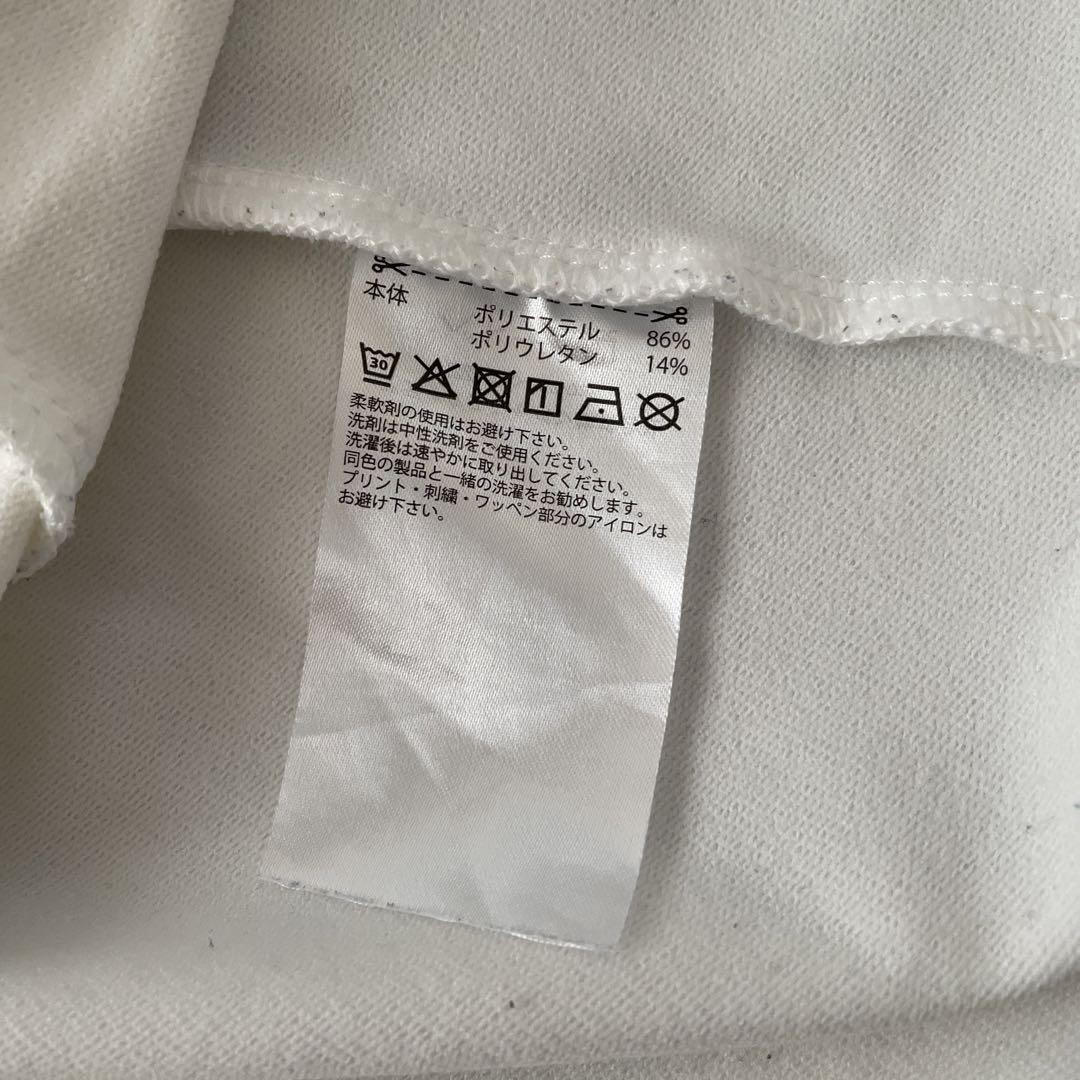 本体
ポリエステル 86%
ポリウレタン 14%
30
柔軟剤の使用はお避け下さい。
洗剤は中性洗剤をご使用ください。
洗濯後は速やかに取り出してください。
同色の製品と一緒の洗濯をお勧めします。
プリント・刺繍・ワッペン部分のアイロンは
お避け下さい。